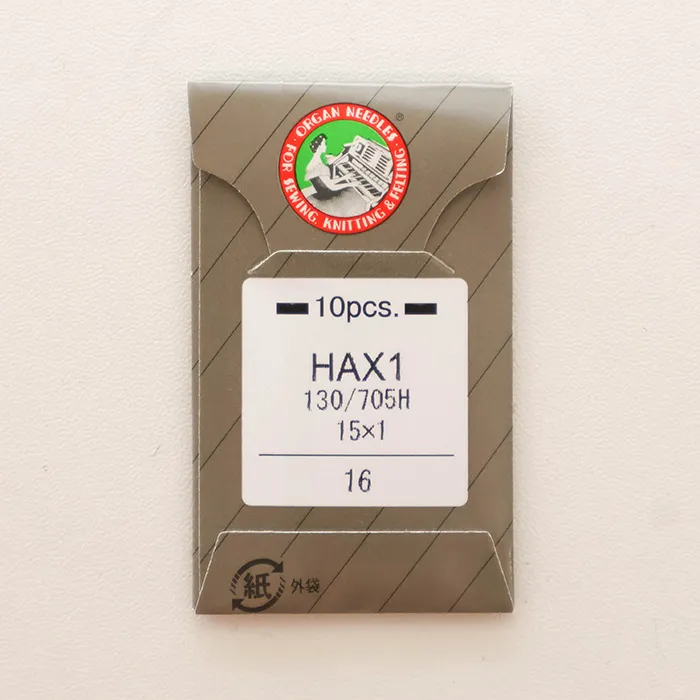 ORGAN NEEDLES ®
· FOR SEWING, KNITTING & FELTING ·
10pcs.
HAX1
130/705H
15×1
16
紙 外袋